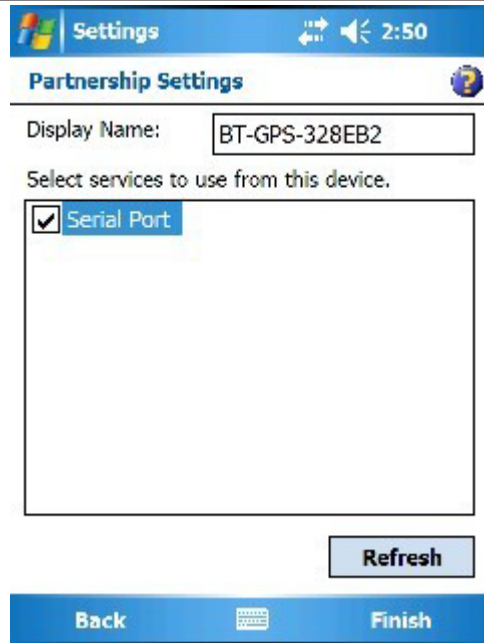 Settings 2:50
Partnership Settings
Display Name: BT-GPS-328EB2
Select services to use from this device.
Serial Port
Refresh
Back Finish